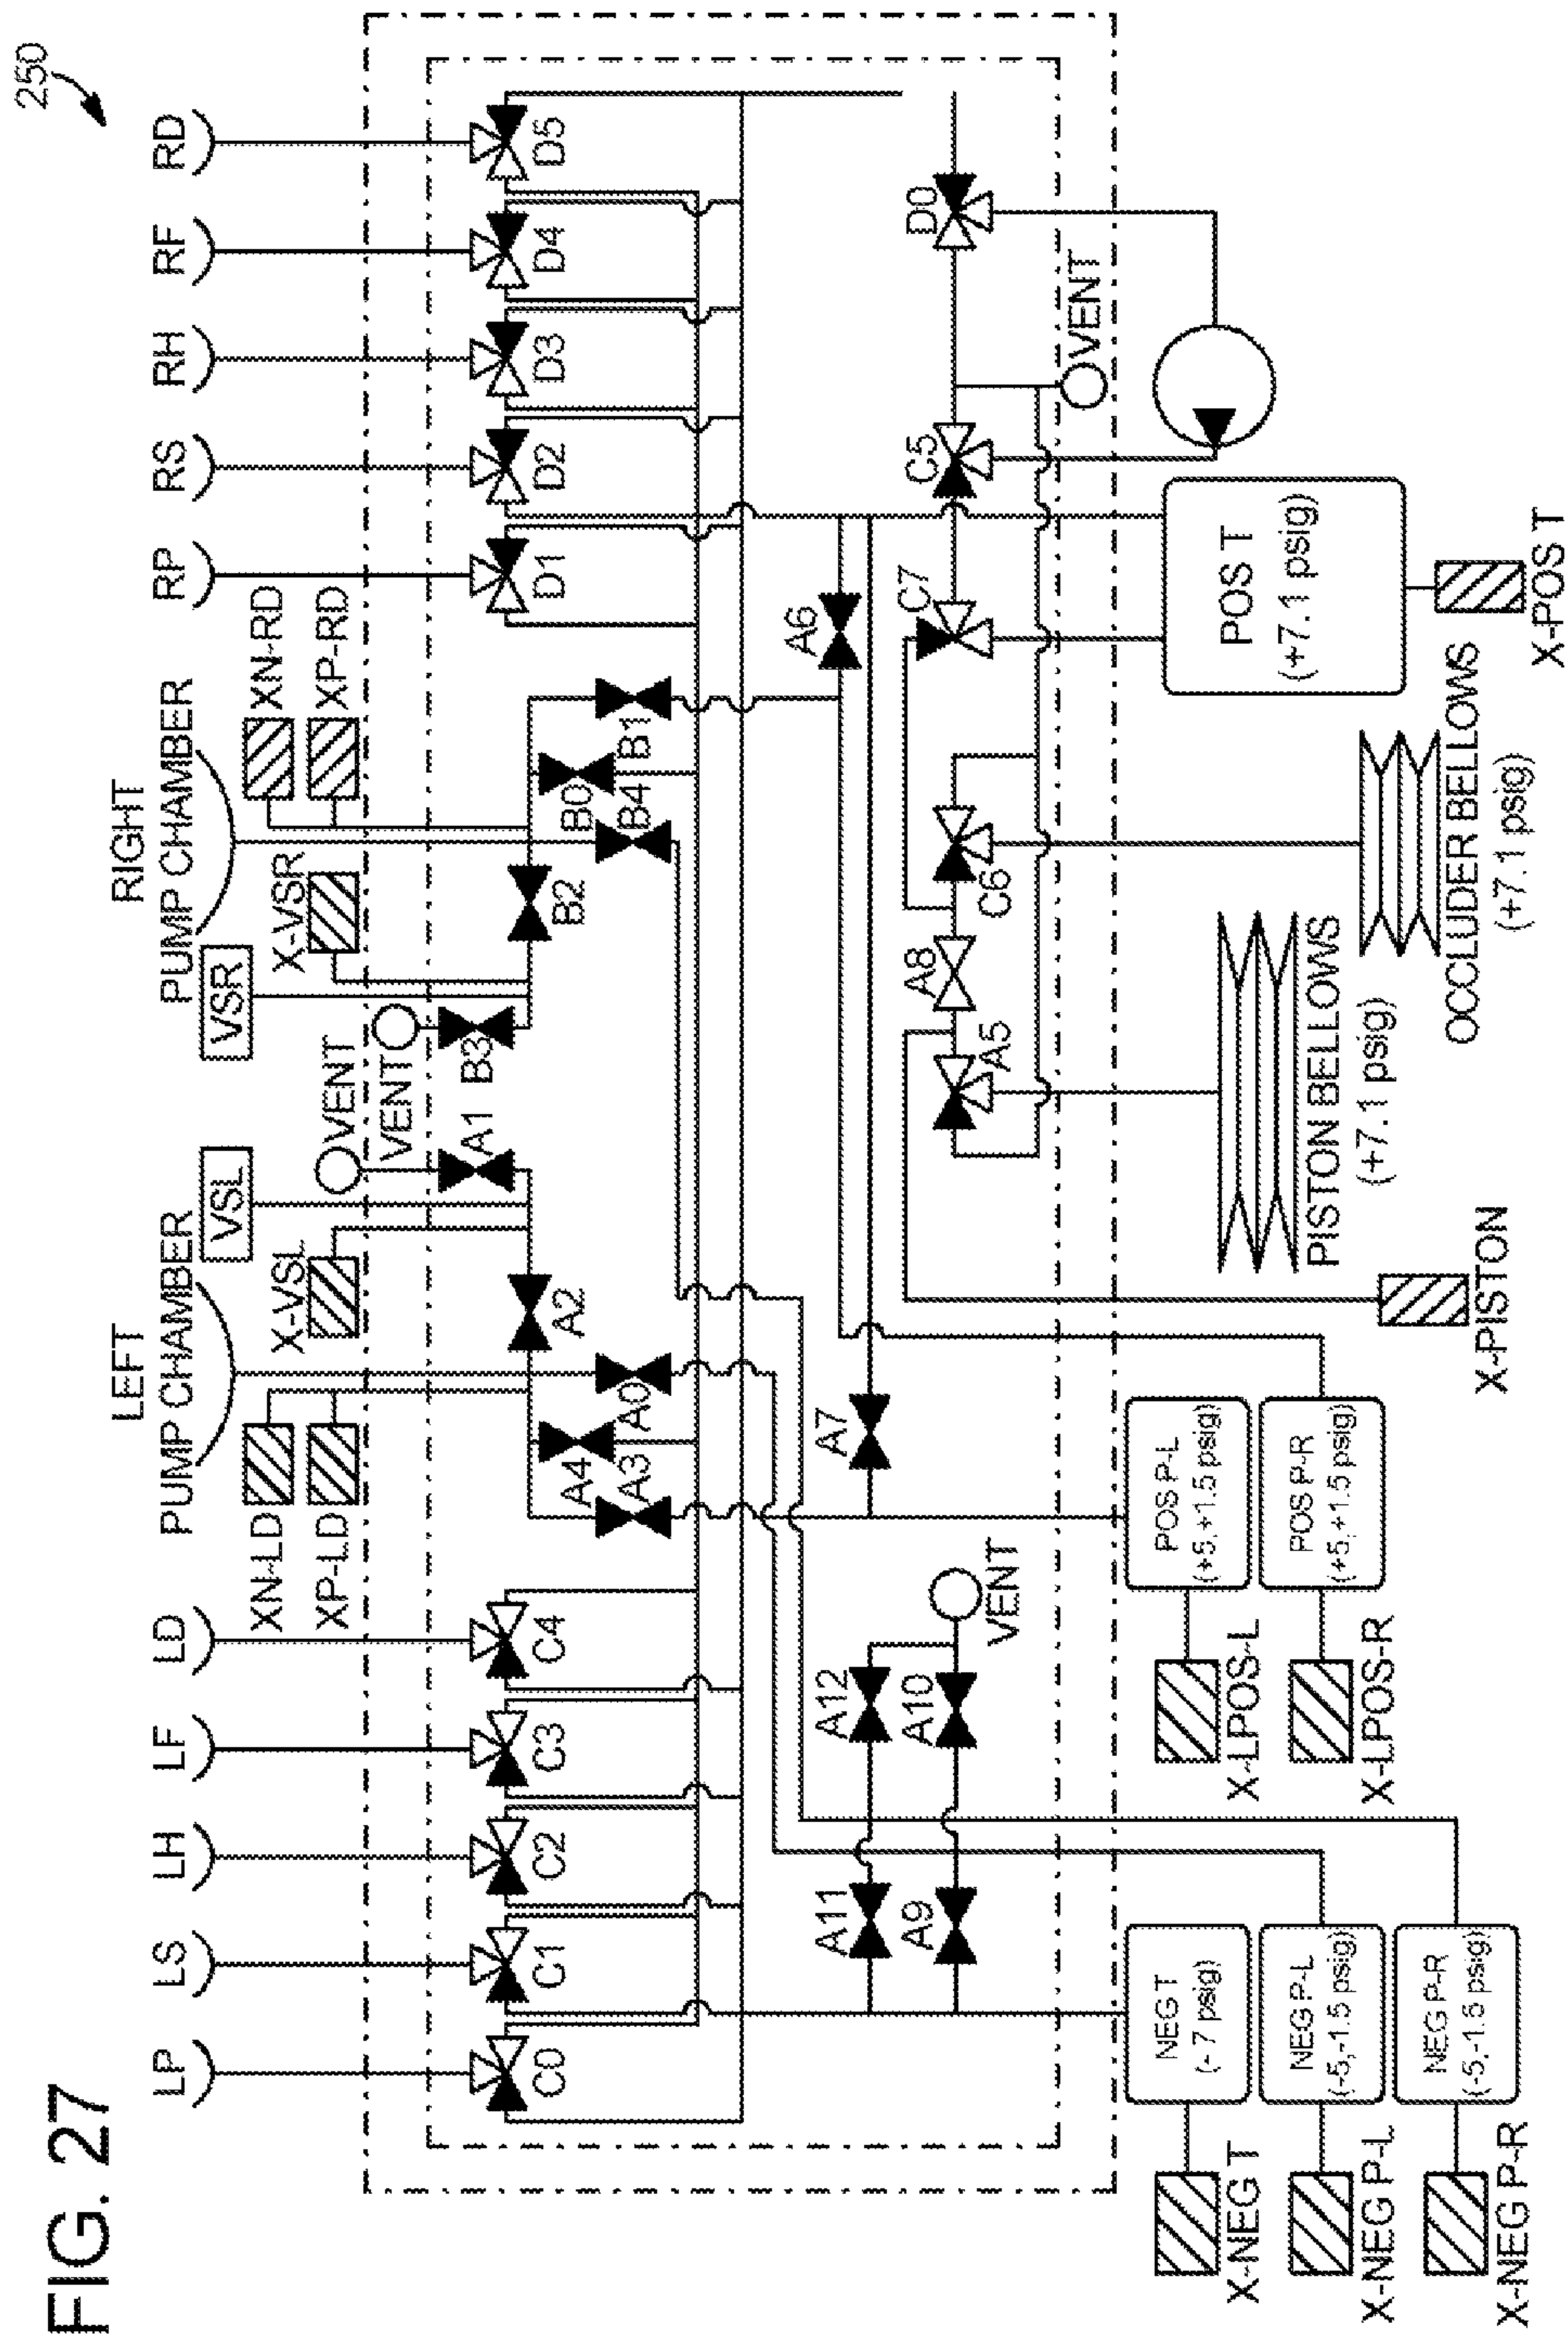 FIG. 27
250
LP
LS
LH
LF
LD
LEFT
PUMP CHAMBER
RIGHT
PUMP CHAMBER
RP
RS
RH
RF
RD
XN-LD
XP-LD
X-VSL
VSL
VENT
VENT
VSR
X-VSR
XN-RD
XP-RD
C0
C1
C2
C3
C4
A4
A3
A0
A2
A1
B3
B2
B0
B4
B1
D1
D2
D3
D4
D5
A11
A12
A9
A10
VENT
A7
A6
A5
A8
C6
C7
C5
D0
VENT
NEG T
(-7 psig)
NEG P-L
(-5,-1.5 psig)
NEG P-R
(-5,-1.5 psig)
X-NEG T
X-NEG P-L
X-NEG P-R
POS P-L
(+5,+1.5 psig)
POS P-R
(+5,+1.5 psig)
X-LPOS-L
X-LPOS-R
X-PISTON
PISTON BELLOWS
(+7.1 psig)
OCCLUDER BELLOWS
(+7.1 psig)
POS T
(+7.1 psig)
X-POS T